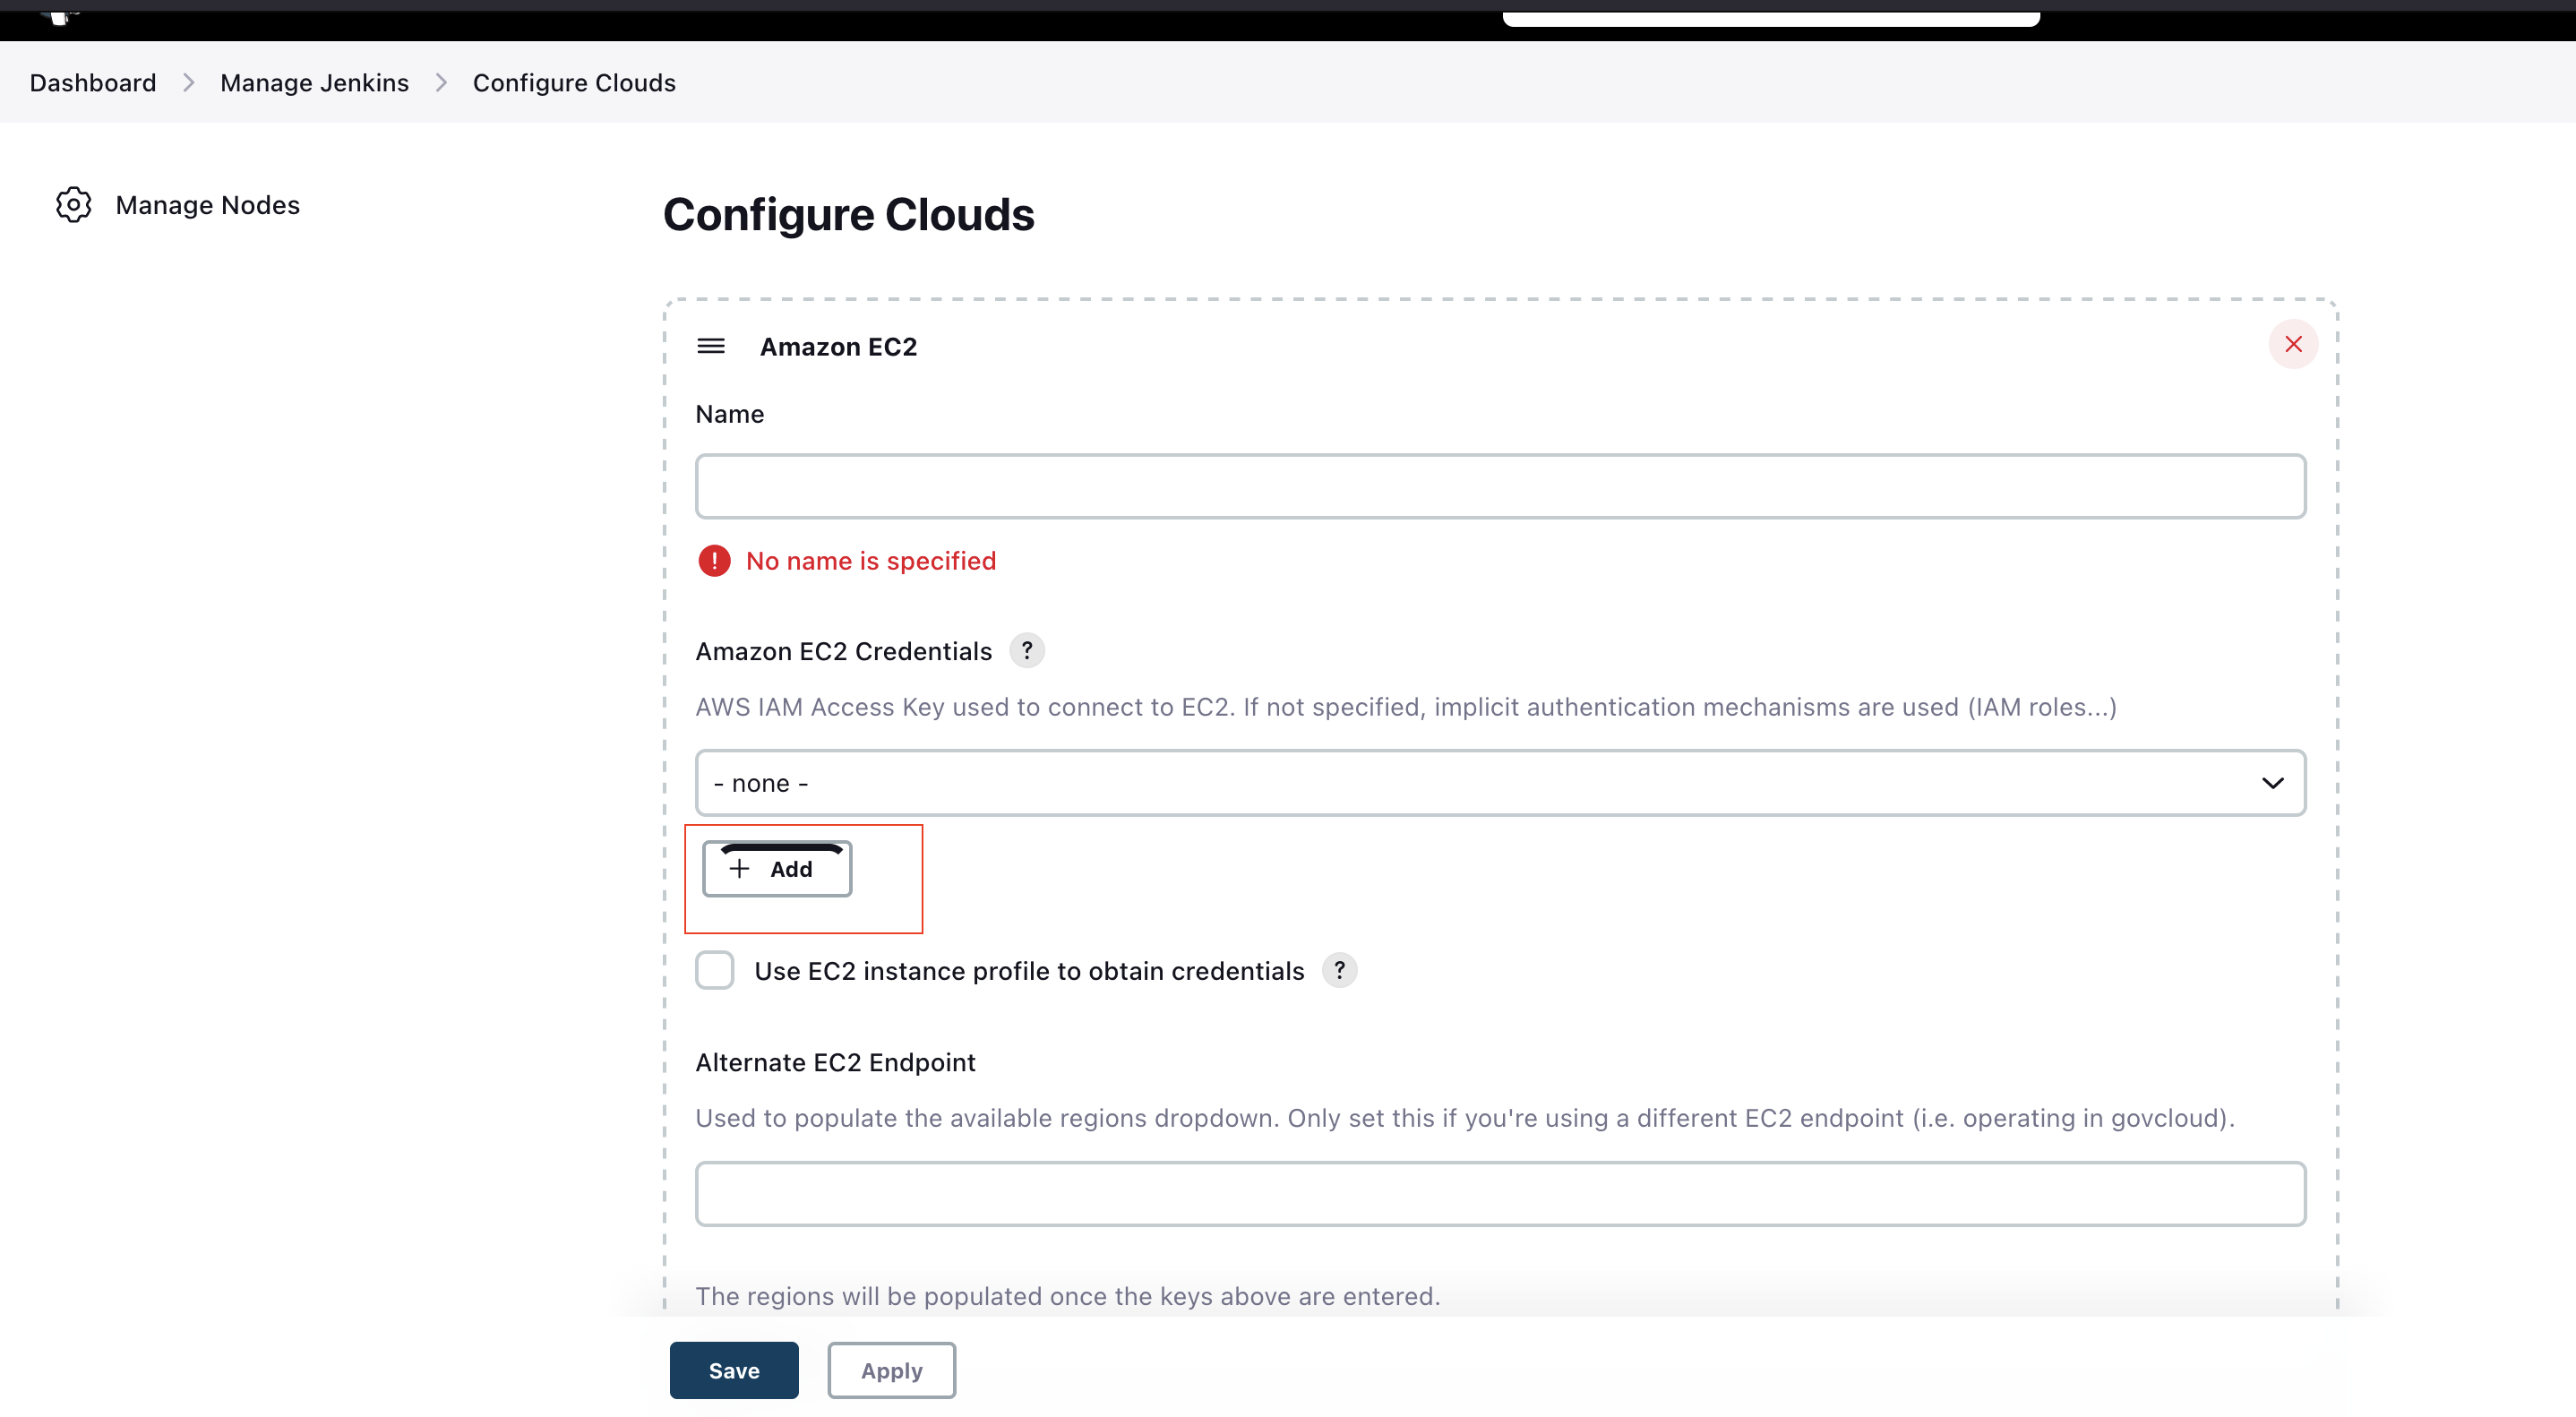 Dashboard > Manage Jenkins > Configure Clouds
Manage Nodes
Configure Clouds
Amazon EC2
Name
! No name is specified
Amazon EC2 Credentials ?
AWS IAM Access Key used to connect to EC2. If not specified, implicit authentication mechanisms are used (IAM roles...)
- none -
+ Add
Use EC2 instance profile to obtain credentials ?
Alternate EC2 Endpoint
Used to populate the available regions dropdown. Only set this if you're using a different EC2 endpoint (i.e. operating in govcloud).
The regions will be populated once the keys above are entered.
Save Apply